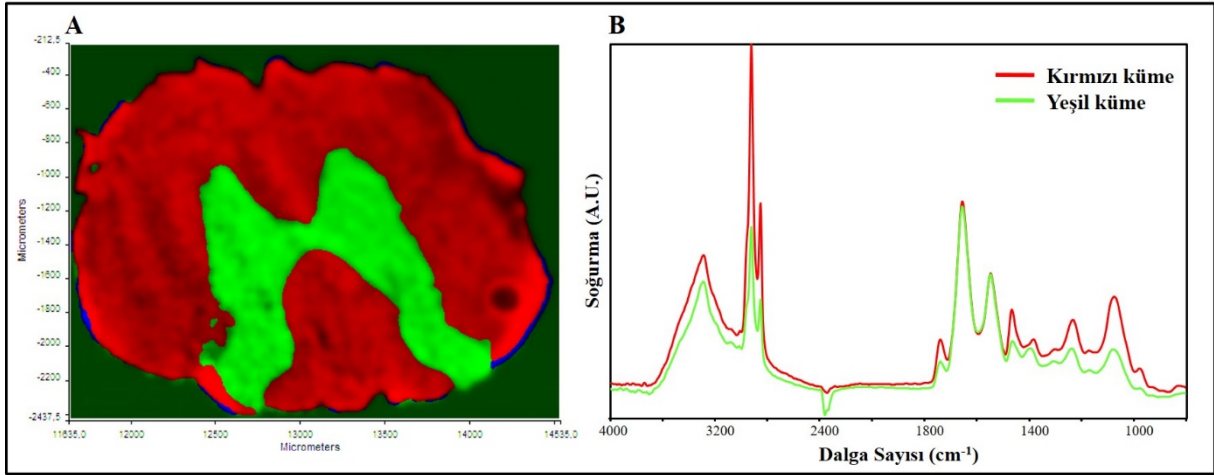 A
-212.5
-400
-600
-800
-1000
-1200
-1400
-1600
-1800
-2000
-2200
-2437.5
Micrometers
11635.0 12000 12500 13000 13500 14000 14535.0
Micrometers
B
Kırmızı küme
Yeşil küme
Soğurma (A.U.)
4000 3200 2400 1800 1400 1000
Dalga Sayısı (cm-1)